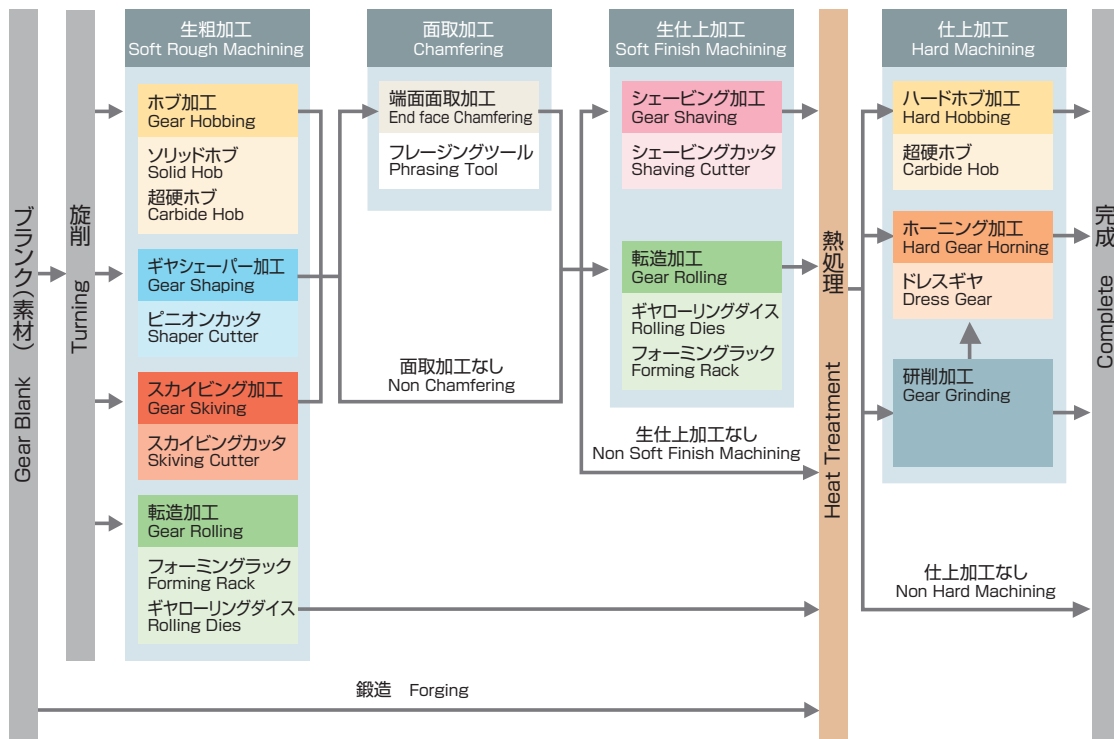 ブランク(素材)
Gear Blank
旋削
Turning
生粗加工
Soft Rough Machining
ホブ加工
Gear Hobbing
ソリッドホブ
Solid Hob
超硬ホブ
Carbide Hob
ギヤシェーパー加工
Gear Shaping
ピニオンカッタ
Shaper Cutter
スカイビング加工
Gear Skiving
スカイビングカッタ
Skiving Cutter
転造加工
Gear Rolling
フォーミングラック
Forming Rack
ギヤローリングダイス
Rolling Dies
面取加工
Chamfering
端面面取加工
End face Chamfering
フレージングツール
Phrasing Tool
面取加工なし
Non Chamfering
生仕上加工
Soft Finish Machining
シェービング加工
Gear Shaving
シェービングカッタ
Shaving Cutter
転造加工
Gear Rolling
ギヤローリングダイス
Rolling Dies
フォーミングラック
Forming Rack
生仕上加工なし
Non Soft Finish Machining
鍛造 Forging
熱処理
Heat Treatment
仕上加工
Hard Machining
ハードホブ加工
Hard Hobbing
超硬ホブ
Carbide Hob
ホーニング加工
Hard Gear Horning
ドレスギヤ
Dress Gear
研削加工
Gear Grinding
仕上加工なし
Non Hard Machining
完成
Complete